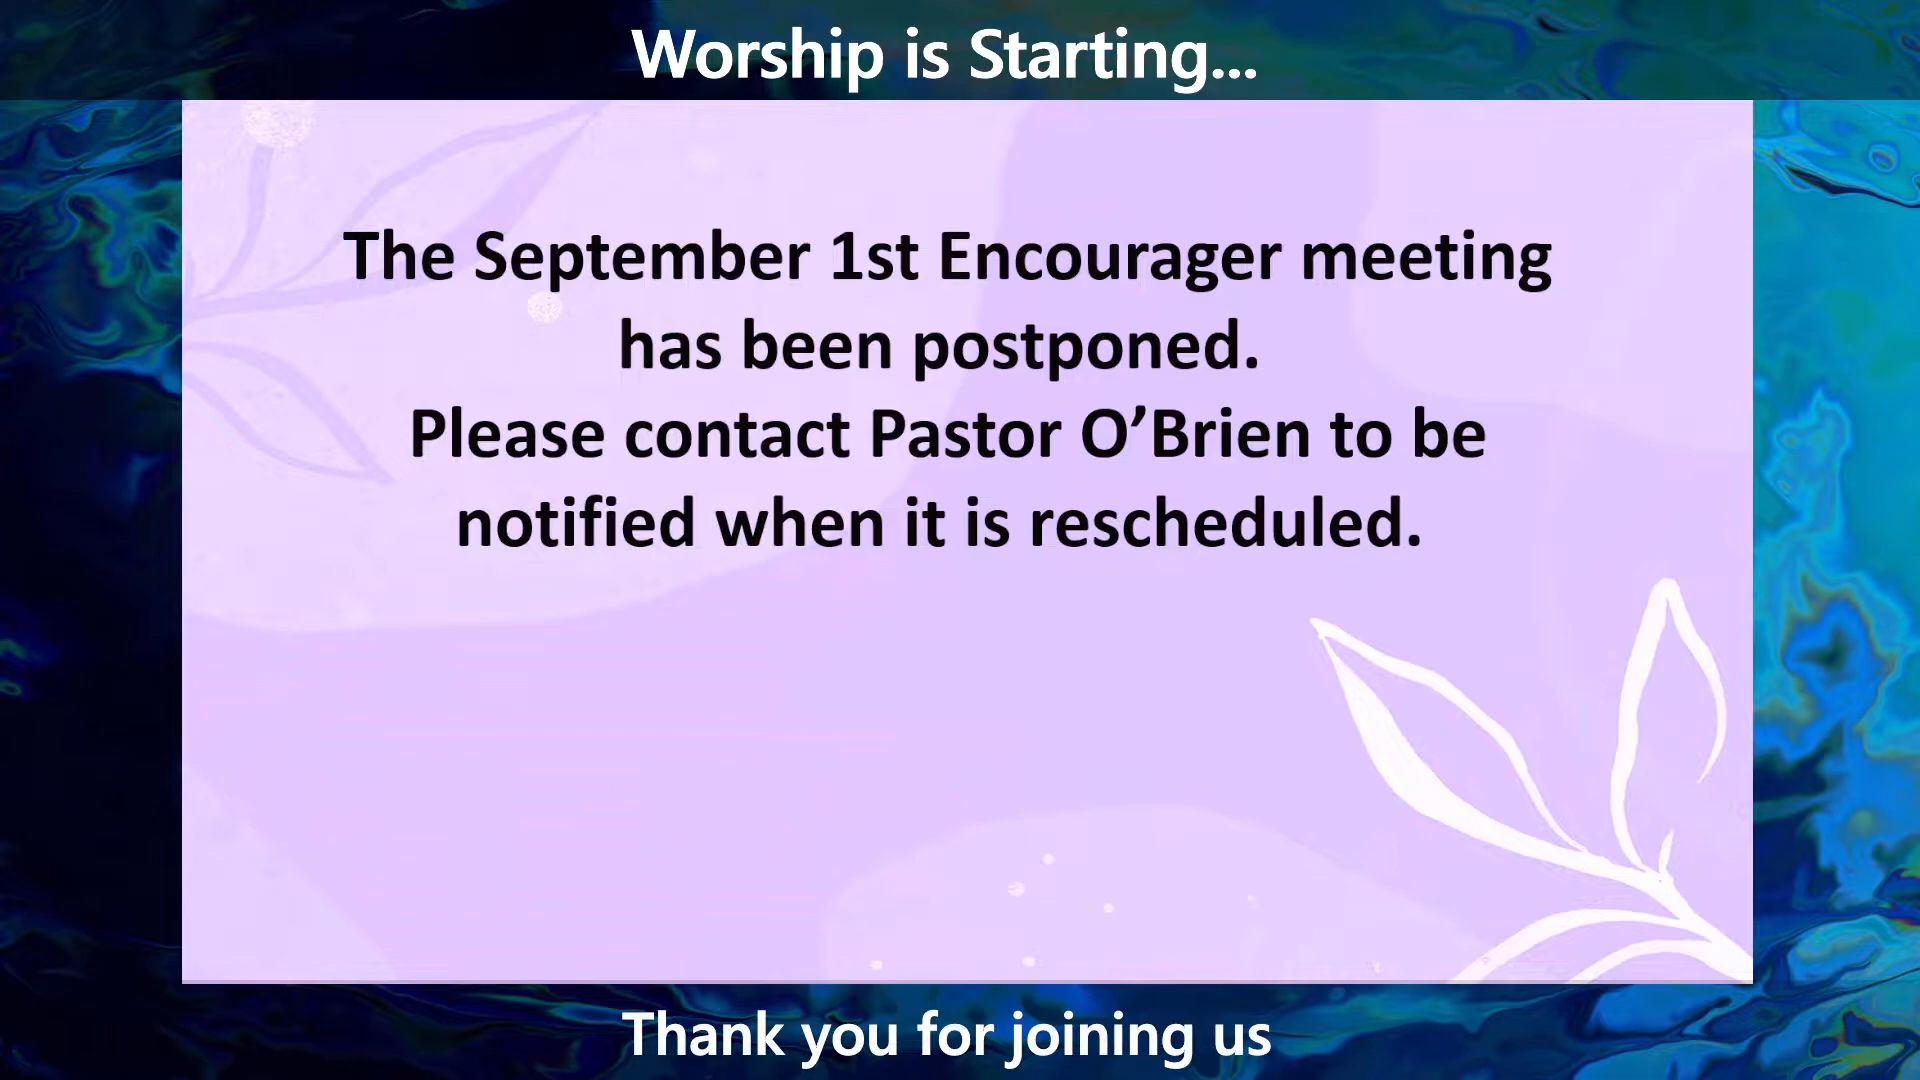 Worship is Starting...
The September 1st Encourager meeting
has been postponed.
Please contact Pastor O’Brien to be
notified when it is rescheduled.
Thank you for joining us